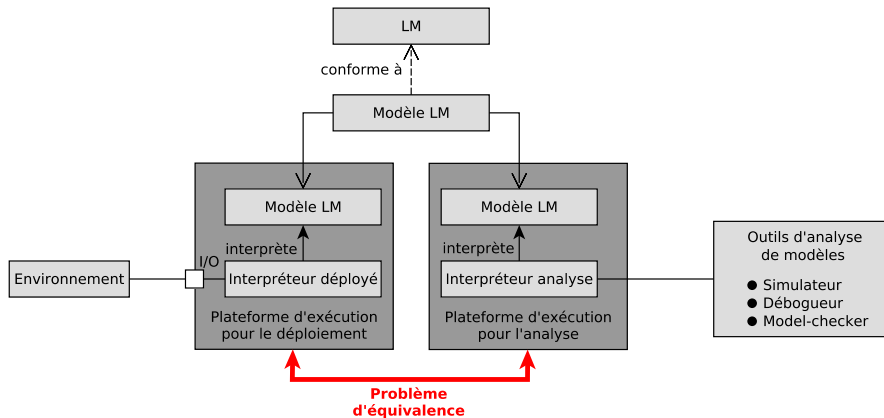 LM
conforme à
Modèle LM
Modèle LM
interprète
I/O
Interpréteur déployé
Plateforme d'exécution
pour le déploiement
Environnement
Modèle LM
interprète
Interpréteur analyse
Plateforme d'exécution
pour l'analyse
Outils d'analyse
de modèles
● Simulateur
● Débogueur
● Model-checker
Problème
d'équivalence